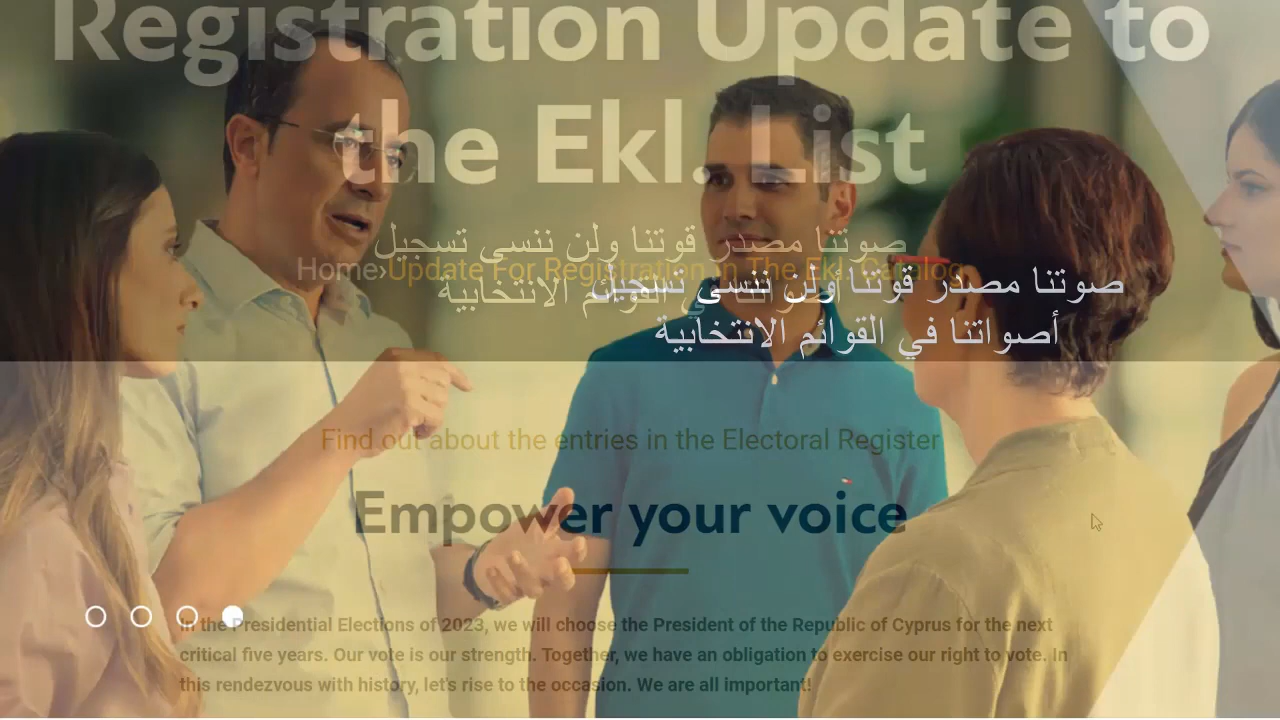 Registration Update to
the Ekl. List
صوتنا مصدر قوتنا ولن ننسى تسجيل
Home›Update For Registration In The Ekl. Catalog
صوتنا مصدر قوتنا ولن ننسى تسجيل
أصواتنا في القوائم الانتخابية
أصواتنا في القوائم الانتخابية
Find out about the entries in the Electoral Register
Empower your voice
In the Presidential Elections of 2023, we will choose the President of the Republic of Cyprus for the next
critical five years. Our vote is our strength. Together, we have an obligation to exercise our right to vote. In
this rendezvous with history, let's rise to the occasion. We are all important!